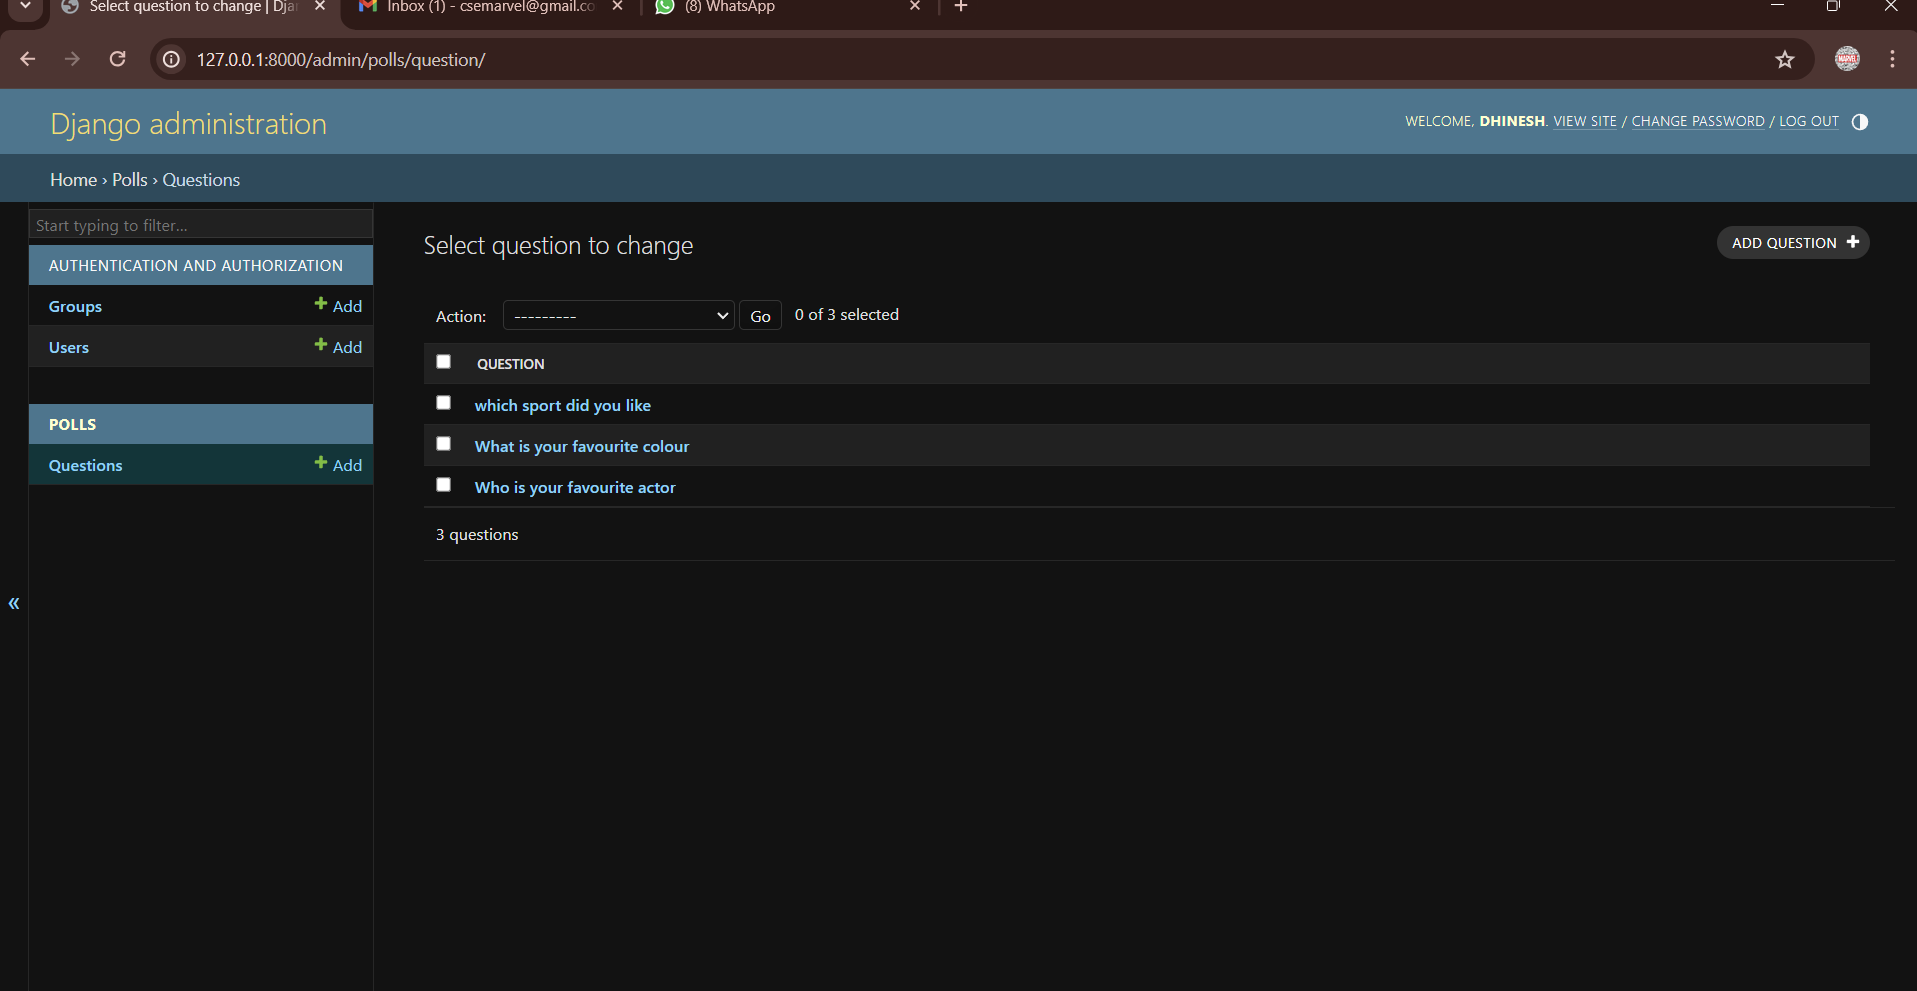 Select question to change | Dja
Inbox (1) - csemarvel@gmail.co
(8) WhatsApp
127.0.0.1:8000/admin/polls/question/
MARVEL
Django administration
WELCOME, DHINESH. VIEW SITE / CHANGE PASSWORD / LOG OUT
Home › Polls › Questions
Start typing to filter...
AUTHENTICATION AND AUTHORIZATION
Groups + Add
Users + Add
POLLS
Questions + Add
«
Select question to change
ADD QUESTION +
Action: --------- Go 0 of 3 selected
QUESTION
which sport did you like
What is your favourite colour
Who is your favourite actor
3 questions